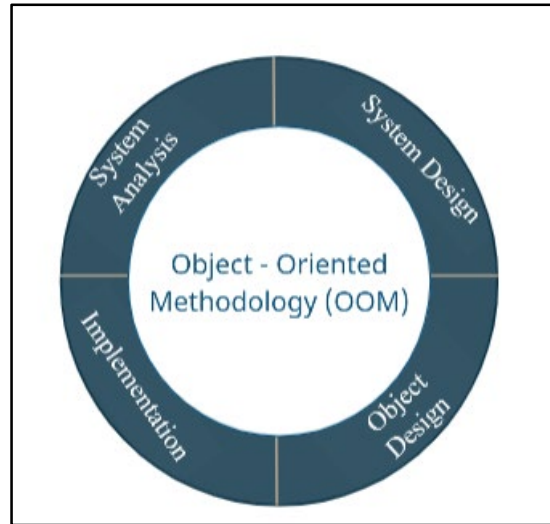 System
Analysis
System Design
Object - Oriented
Methodology (OOM)
Implementation
Object
Design